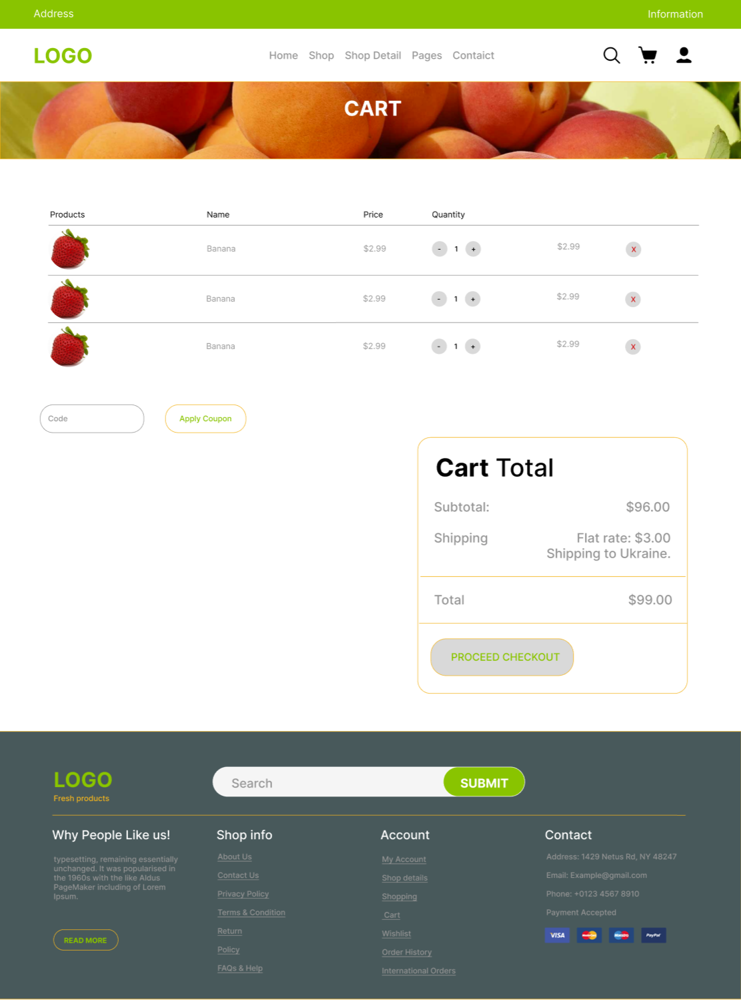 Address
Information
LOGO
Home Shop Shop Detail Pages Contaict
CART
Products Name Price Quantity
Banana $2.99 - 1 + $2.99 X
Banana $2.99 - 1 + $2.99 X
Banana $2.99 - 1 + $2.99 X
Code
Apply Coupon
Cart Total
Subtotal: $96.00
Shipping Flat rate: $3.00
Shipping to Ukraine.
Total $99.00
PROCEED CHECKOUT
LOGO
Fresh products
Search
SUBMIT
Why People Like us!
typesetting, remaining essentially
unchanged. It was popularised in
the 1960s with the like Aldus
PageMaker including of Lorem
Ipsum.
READ MORE
Shop info
About Us
Contact Us
Privacy Policy
Terms & Condition
Return
Policy
FAQs & Help
Account
My Account
Shop details
Shopping
Cart
Wishlist
Order History
International Orders
Contact
Address: 1429 Netus Rd, NY 48247
Email: Example@gmail.com
Phone: +0123 4567 8910
Payment Accepted
VISA MasterCard Maestro PayPal